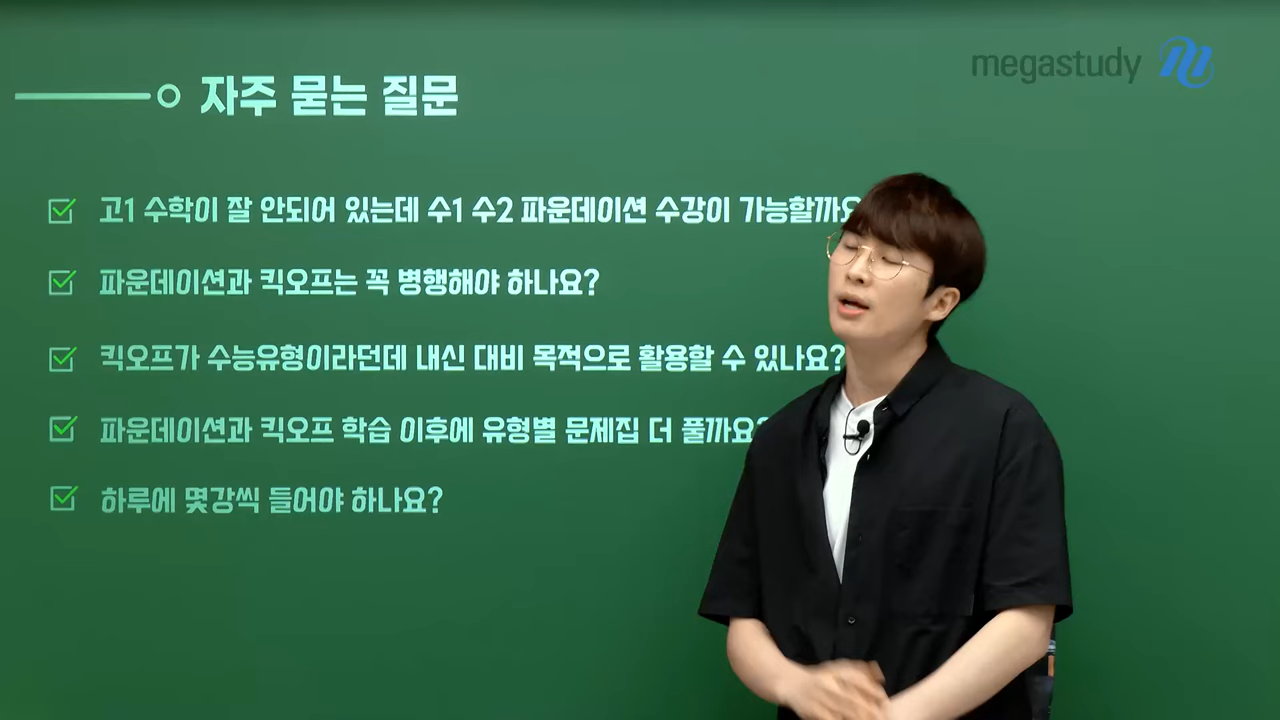 자주 묻는 질문
megastudy
고1 수학이 잘 안되어 있는데 수1 수2 파운데이션 수강이 가능할까요
파운데이션과 킥오프는 꼭 병행해야 하나요?
킥오프가 수능유형이라던데 내신 대비 목적으로 활용할 수 있나요?
파운데이션과 킥오프 학습 이후에 유형별 문제집 더 풀까요?
하루에 몇강씩 들어야 하나요?